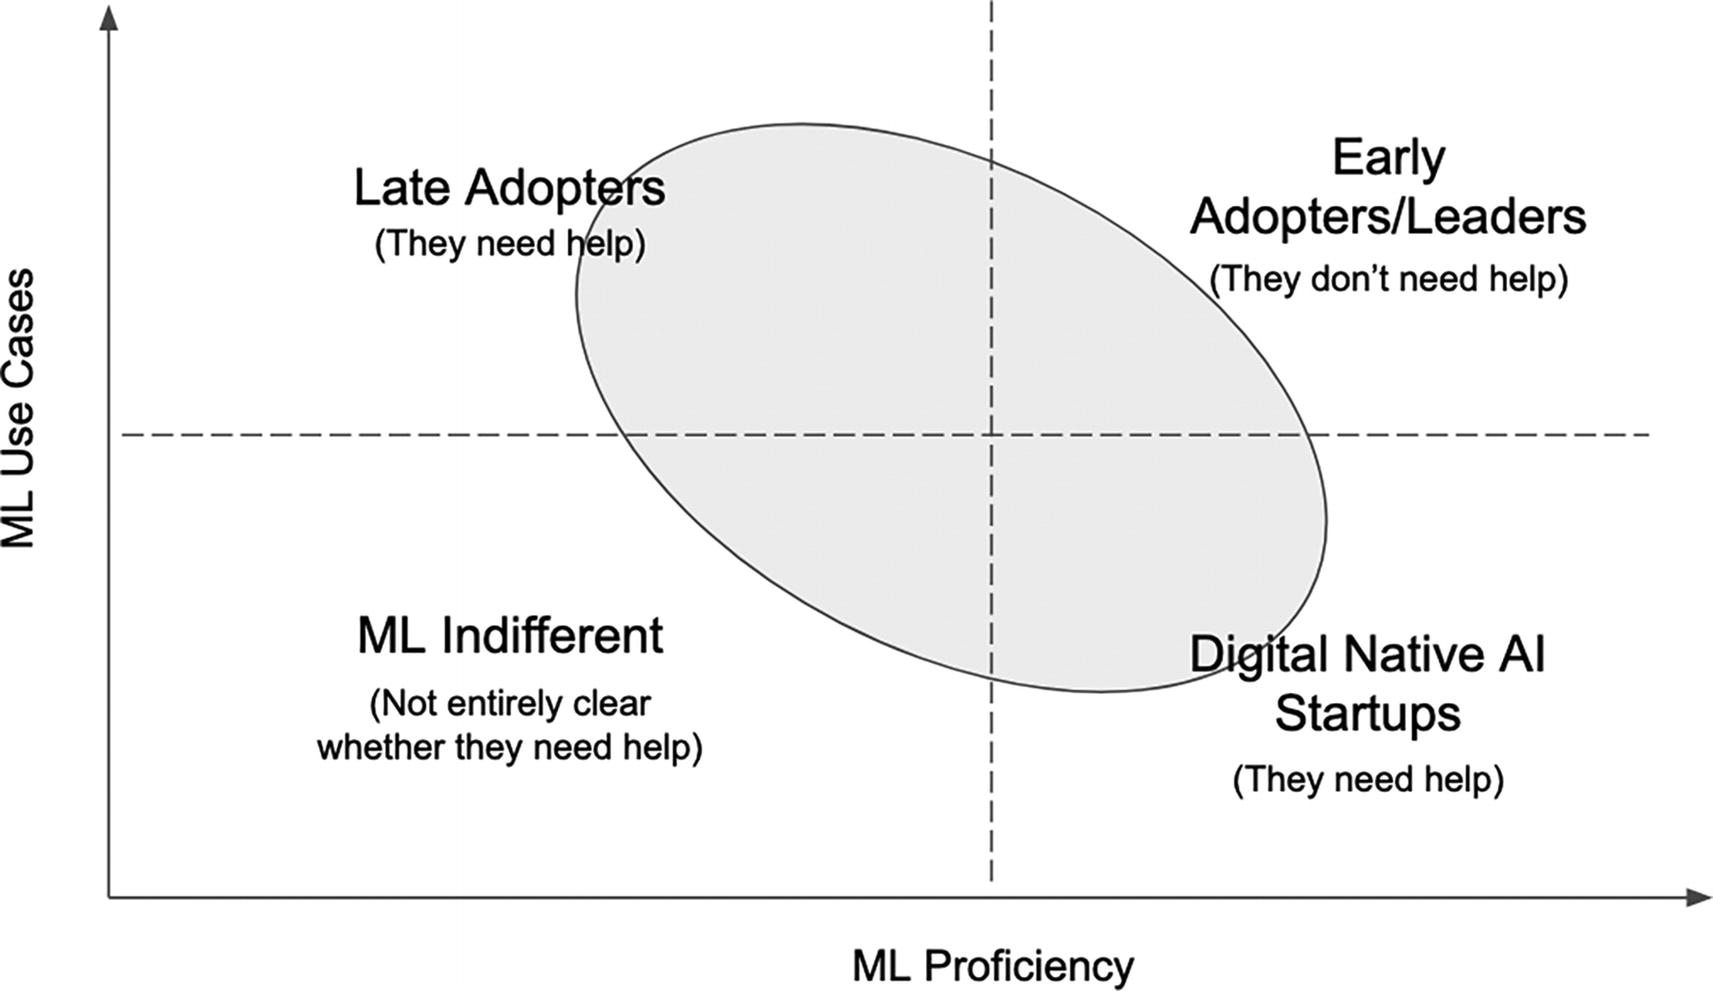 Late Adopters
(They need help)
Early
Adopters/Leaders
(They don’t need help)
ML Use Cases
ML Indifferent
(Not entirely clear
whether they need help)
Digital Native AI
Startups
(They need help)
ML Proficiency